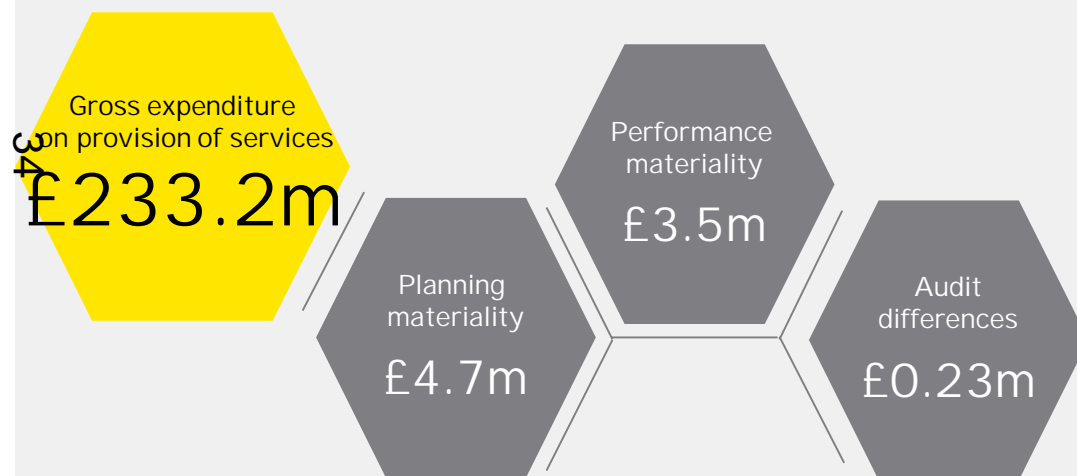 Gross expenditure
on provision of services
£233.2m
34
Planning
materiality
£4.7m
Performance
materiality
£3.5m
Audit
differences
£0.23m